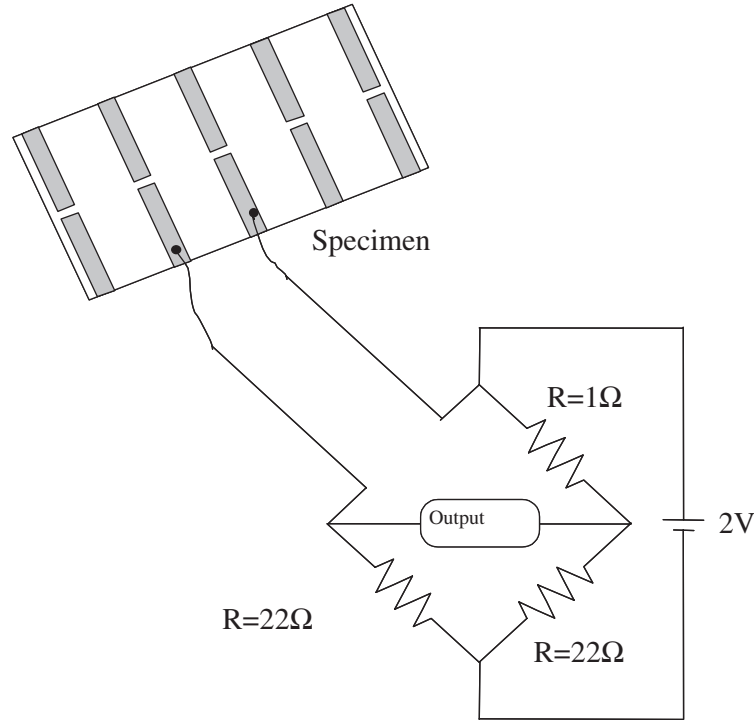 Specimen
R=1Ω
Output
2V
R=22Ω
R=22Ω